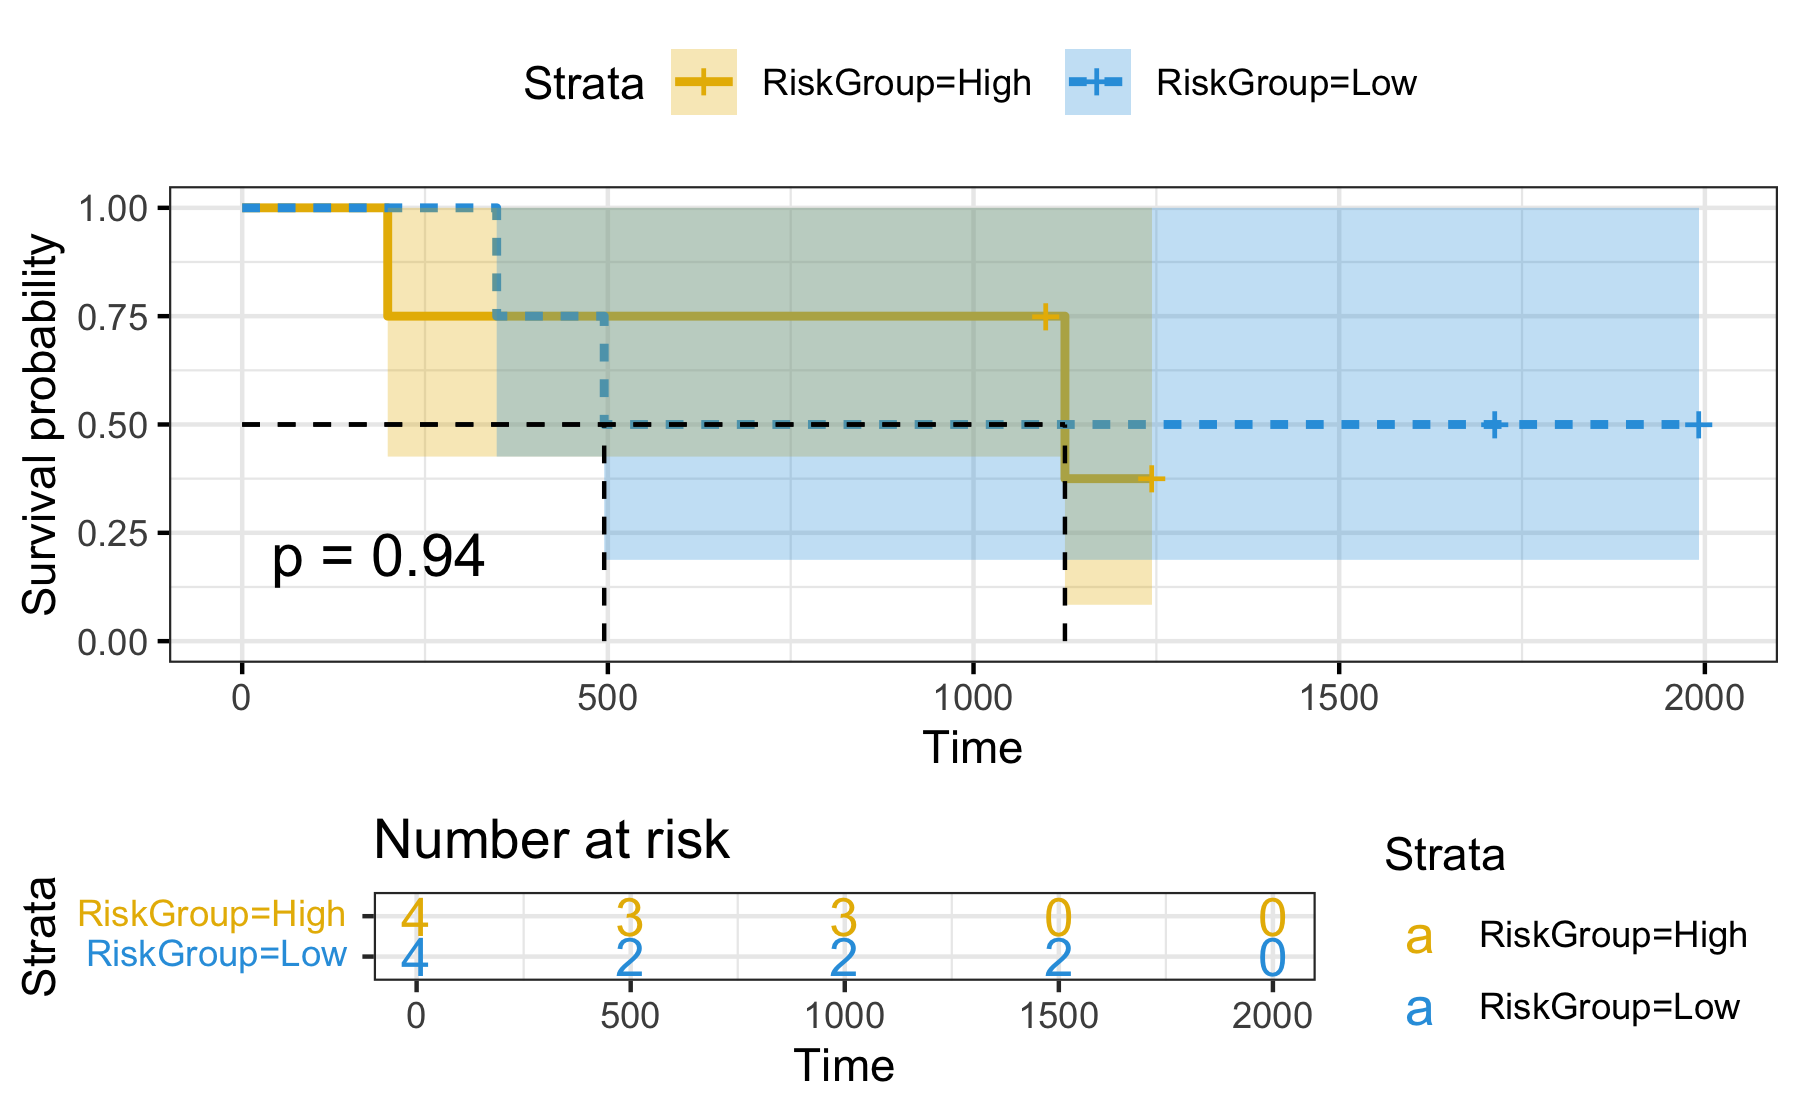 Strata RiskGroup=High RiskGroup=Low
1.00
0.75
0.50
0.25
0.00
Survival probability
p = 0.94
0 500 1000 1500 2000
Time
Number at risk
Strata
RiskGroup=High 4 3 3 0 0
RiskGroup=Low 4 2 2 2 0
0 500 1000 1500 2000
Time
Strata
a RiskGroup=High
a RiskGroup=Low